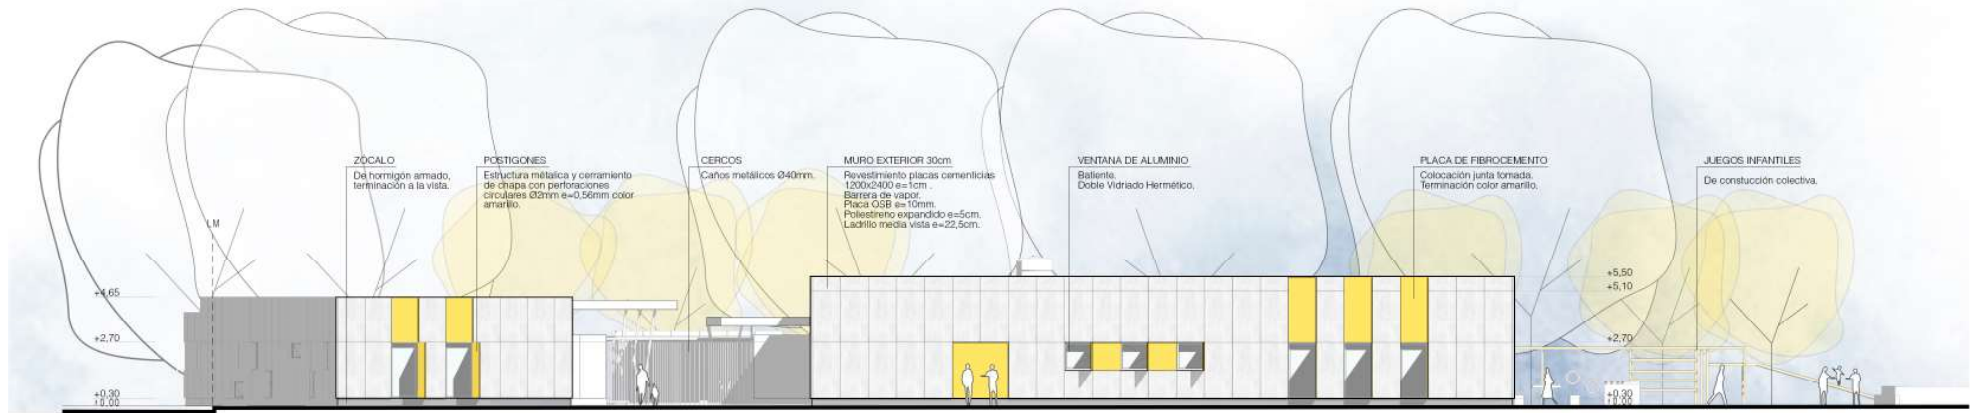 ZÓCALO
De hormigón armado,
terminación a la vista.
POSTIGONES
Estructura métalica y cerramiento
de chapa con perforaciones
circulares Ø2mm e=0,56mm color
amarillo.
CERCOS
Caños metálicos Ø40mm.
MURO EXTERIOR 30cm
Revestimiento placas cementicias
1200x2400 e=1cm .
Barrera de vapor.
Placa OSB e=10mm.
Poliestireno expandido e=5cm.
Ladrillo media vista e=22,5cm.
VENTANA DE ALUMINIO
Batiente.
Doble Vidriado Hermético.
PLACA DE FIBROCEMENTO
Colocación junta tomada.
Terminación color amarillo.
JUEGOS INFANTILES
De constucción colectiva.
LM
+4,65
+2,70
+0,30
±0,00
+5,50
+5,10
+2,70
+0,30
±0,00